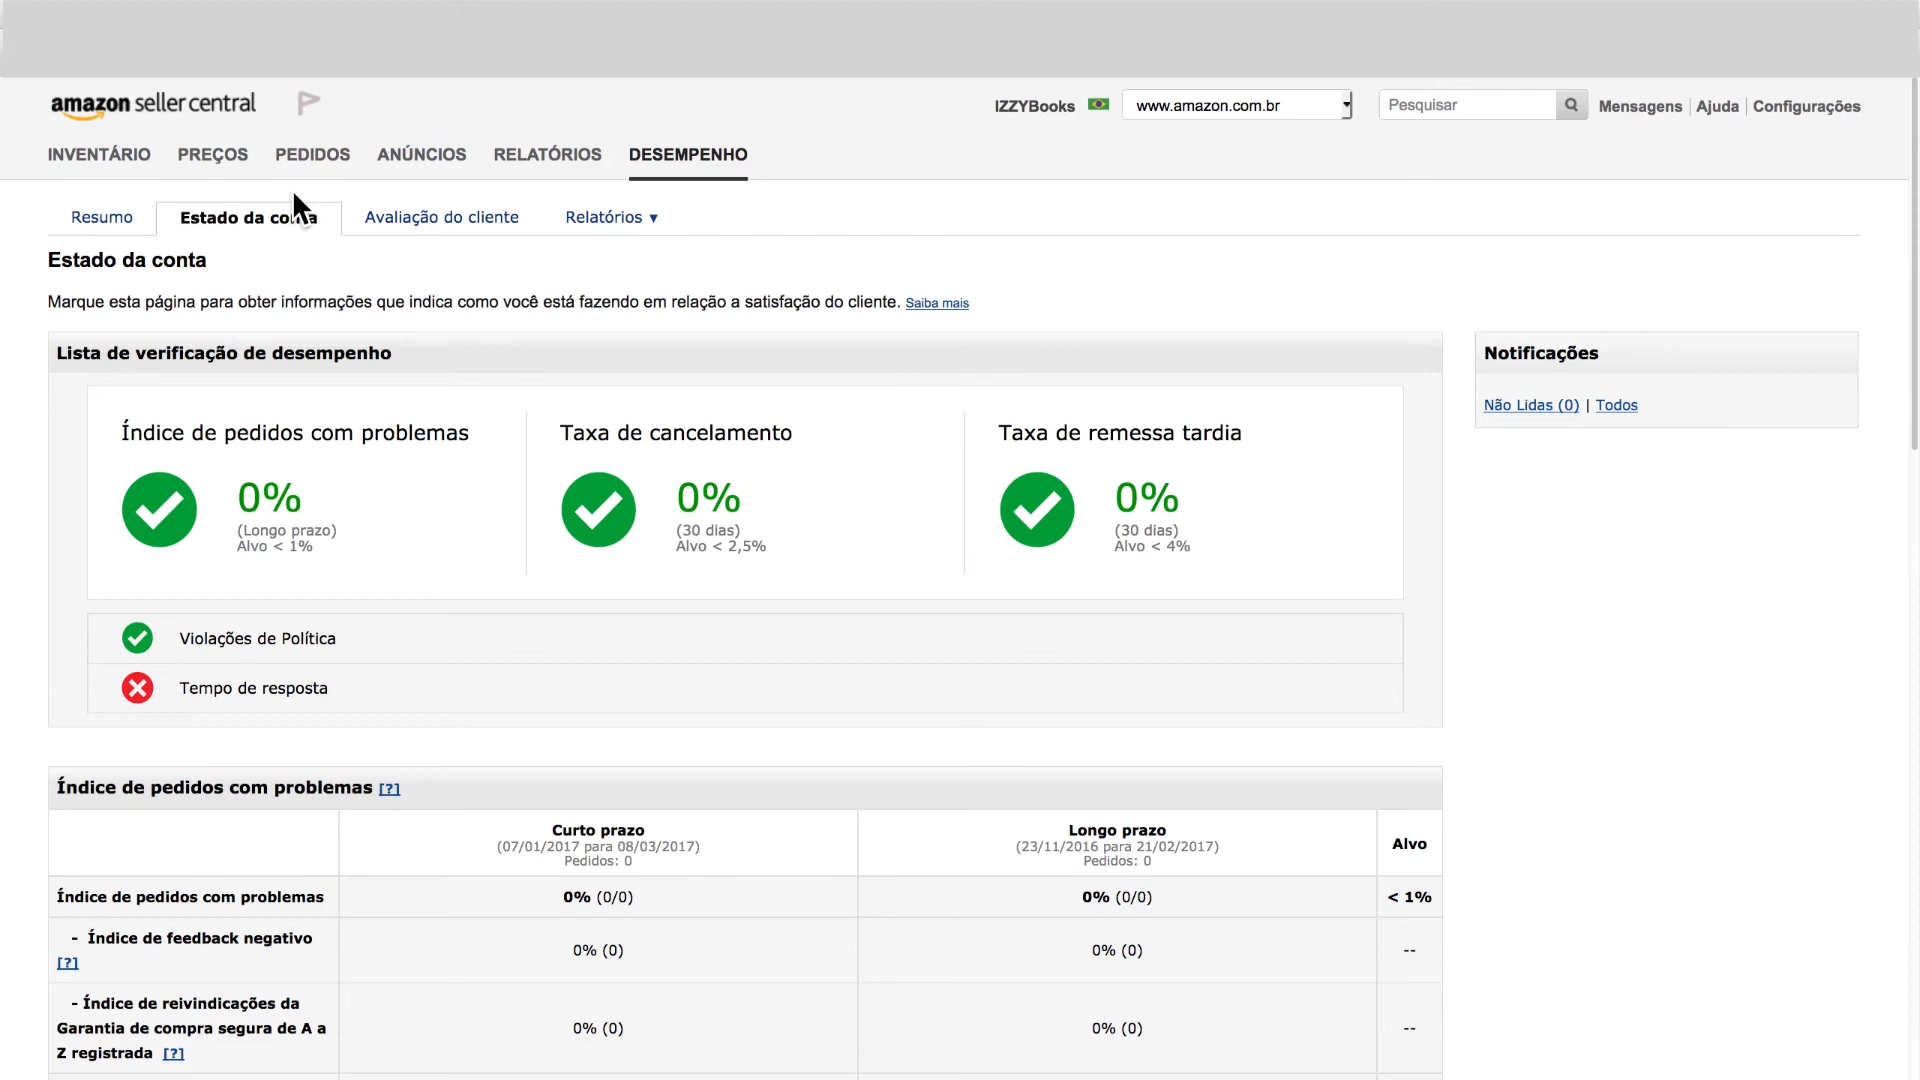 amazon seller central
IZZYBooks
www.amazon.com.br
Pesquisar
Mensagens | Ajuda | Configurações
INVENTÁRIO PREÇOS PEDIDOS ANÚNCIOS RELATÓRIOS DESEMPENHO
Resumo Estado da conta Avaliação do cliente Relatórios ▼
Estado da conta
Marque esta página para obter informações que indica como você está fazendo em relação a satisfação do cliente. Saiba mais
Lista de verificação de desempenho
Índice de pedidos com problemas
0%
(Longo prazo)
Alvo < 1%
Taxa de cancelamento
0%
(30 dias)
Alvo < 2,5%
Taxa de remessa tardia
0%
(30 dias)
Alvo < 4%
Violações de Política
Tempo de resposta
Notificações
Não Lidas (0) | Todos
Índice de pedidos com problemas [?]
Curto prazo
(07/01/2017 para 08/03/2017)
Pedidos: 0
Longo prazo
(23/11/2016 para 21/02/2017)
Pedidos: 0
Alvo
Índice de pedidos com problemas 0% (0/0) 0% (0/0) < 1%
- Índice de feedback negativo
[?]
0% (0) 0% (0) --
- Índice de reivindicações da
Garantia de compra segura de A a
Z registrada [?]
0% (0) 0% (0) --